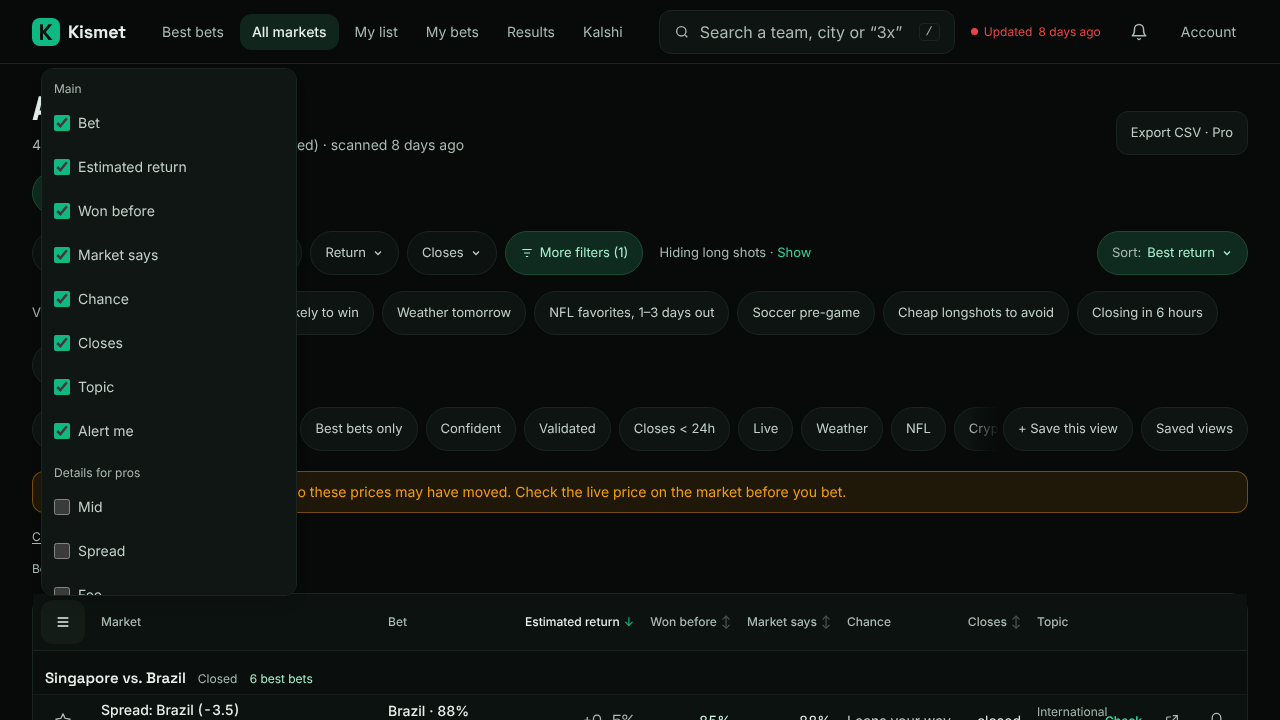 Kismet
Best bets
All markets
My list
My bets
Results
Kalshi
Search a team, city or “3x”
/
Updated 8 days ago
Account
Main
Bet
Estimated return
Won before
Market says
Chance
Closes
Topic
Alert me
Details for pros
Mid
Spread
ed) · scanned 8 days ago
Export CSV · Pro
Return
Closes
More filters (1)
Hiding long shots · Show
Sort: Best return
kely to win
Weather tomorrow
NFL favorites, 1–3 days out
Soccer pre-game
Cheap longshots to avoid
Closing in 6 hours
Best bets only
Confident
Validated
Closes < 24h
Live
Weather
NFL
Cryp
+ Save this view
Saved views
o these prices may have moved. Check the live price on the market before you bet.
Market
Bet
Estimated return
Won before
Market says
Chance
Closes
Topic
Singapore vs. Brazil
Closed
6 best bets
Spread: Brazil (-3.5)
Brazil · 88%
85%
88%
closed
International
Check